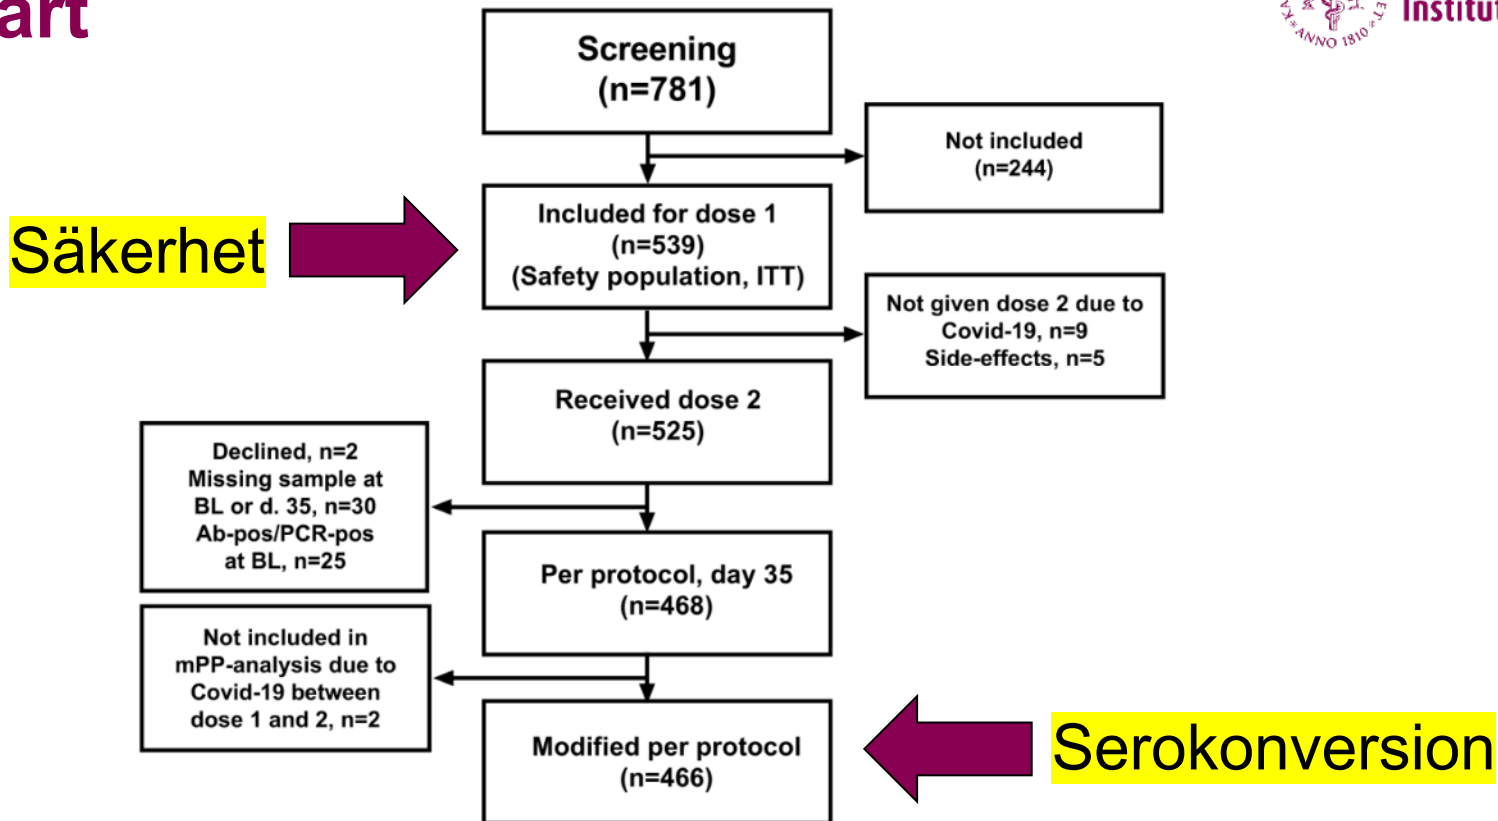 art
ANNO 1810
Institut
Screening
(n=781)
Not included
(n=244)
Säkerhet
Included for dose 1
(n=539)
(Safety population, ITT)
Not given dose 2 due to
Covid-19, n=9
Side-effects, n=5
Received dose 2
(n=525)
Declined, n=2
Missing sample at
BL or d. 35, n=30
Ab-pos/PCR-pos
at BL, n=25
Per protocol, day 35
(n=468)
Not included in
mPP-analysis due to
Covid-19 between
dose 1 and 2, n=2
Modified per protocol
(n=466)
Serokonversion